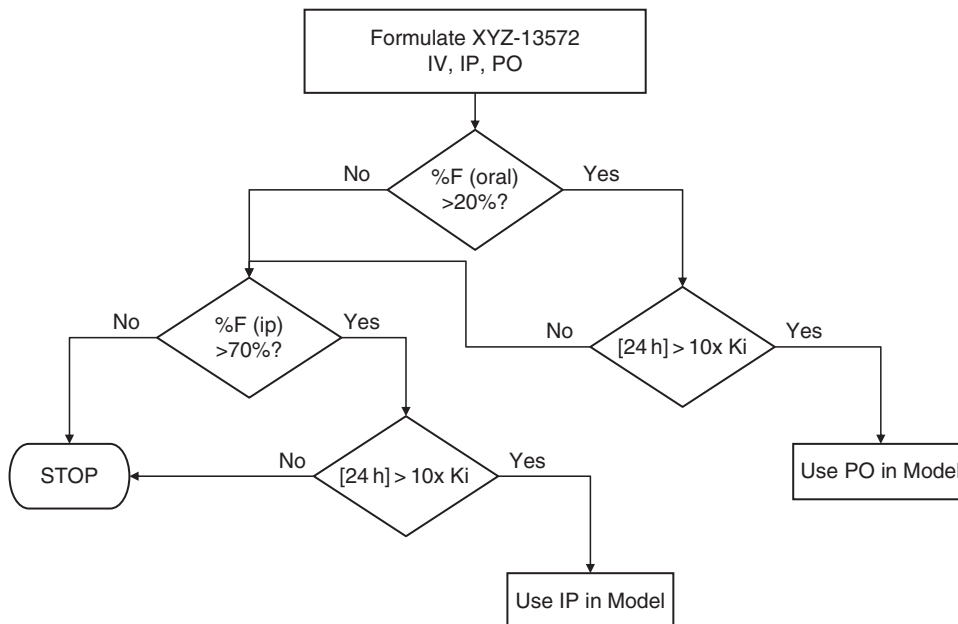 Formulate XYZ-13572
IV, IP, PO
No
%F (oral)
>20%?
Yes
No
%F (ip)
>70%?
Yes
No
[24 h] > 10x Ki
Yes
STOP
No
[24 h] > 10x Ki
Yes
Use PO in Model
Use IP in Model